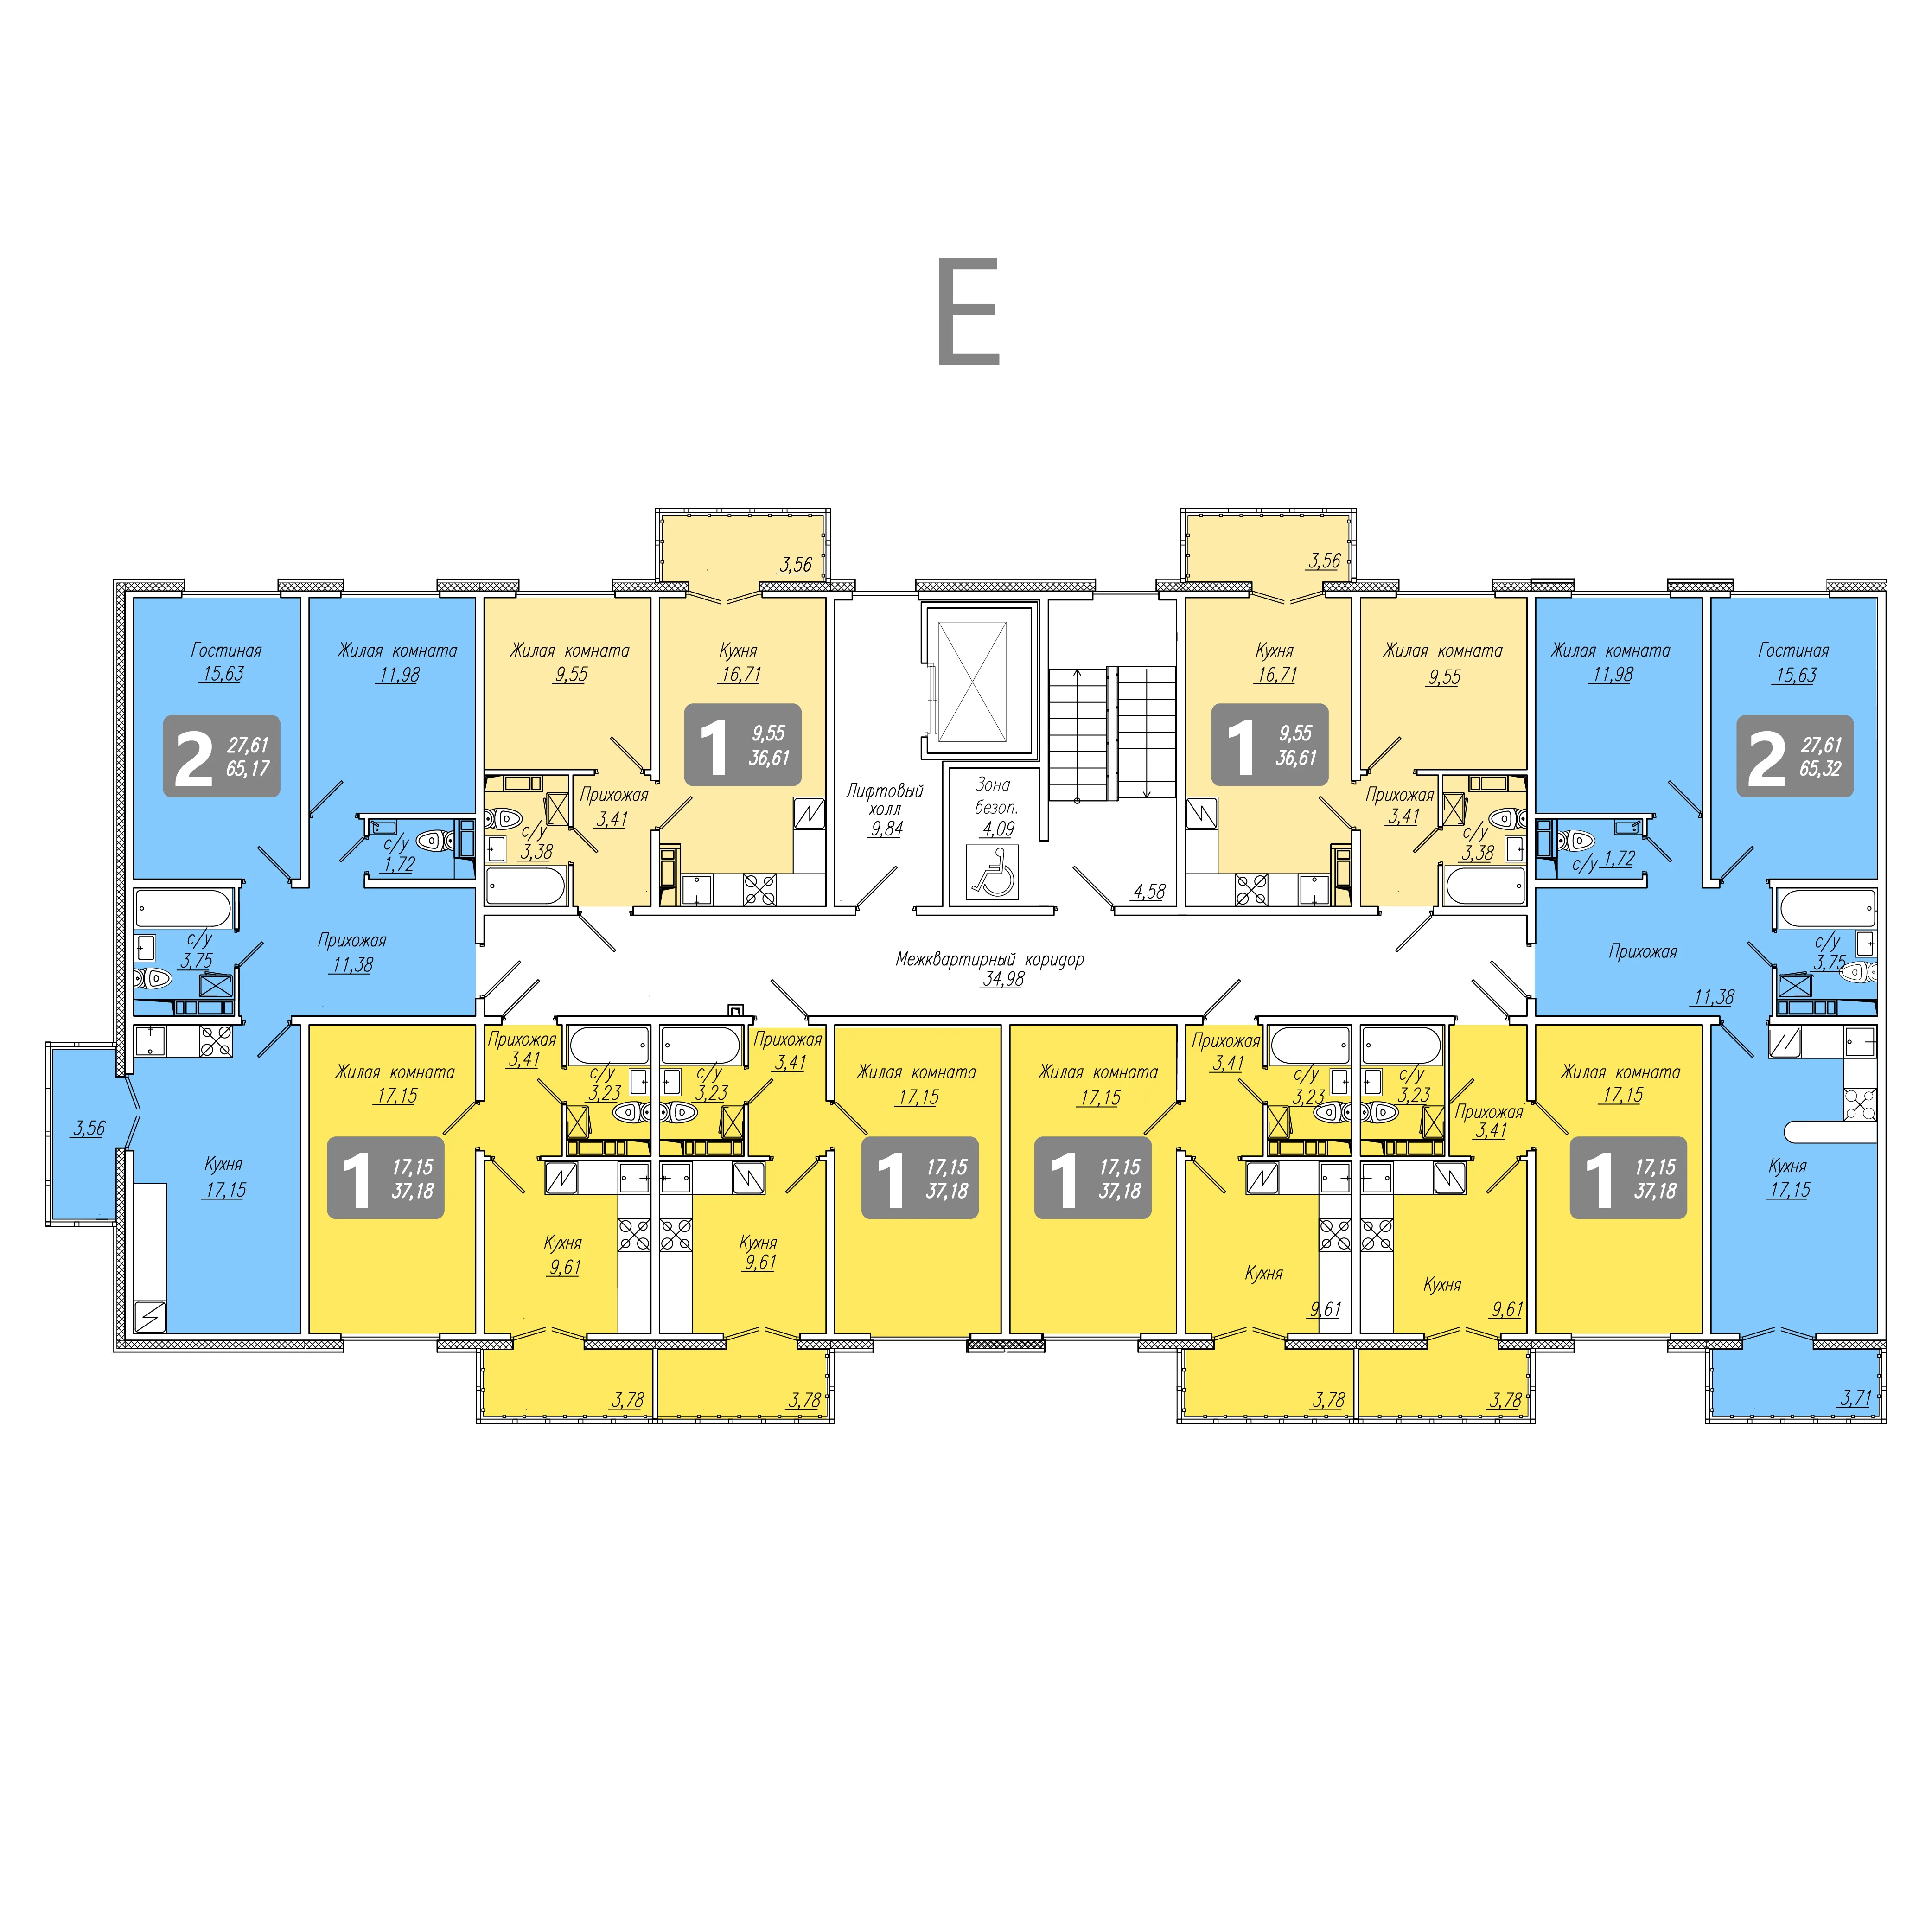 E
3,56
3,56
Гостиная
15,63
Жилая комната
11,98
Жилая комната
9,55
Кухня
16,71
Кухня
16,71
Жилая комната
9,55
Жилая комната
11,98
Гостиная
15,63
2
27,61
65,17
1
9,55
36,61
1
9,55
36,61
2
27,61
65,32
Прихожая
3,41
с/у
3,38
с/у
1,72
Лифтовый
холл
9,84
Зона
безоп.
4,09
4,58
Прихожая
3,41
с/у
3,38
с/у 1,72
с/у
3,75
Прихожая
11,38
Межквартирный коридор
34,98
Прихожая
11,38
с/у
3,75
3,56
Кухня
17,15
Жилая комната
17,15
1
17,15
37,18
Прихожая
3,41
с/у
3,23
Кухня
9,61
3,78
с/у
3,23
Прихожая
3,41
Кухня
9,61
3,78
Жилая комната
17,15
1
17,15
37,18
Жилая комната
17,15
1
17,15
37,18
Прихожая
3,41
с/у
3,23
Кухня
9,61
3,78
с/у
3,23
Прихожая
3,41
Кухня
9,61
3,78
Жилая комната
17,15
1
17,15
37,18
Кухня
17,15
3,71